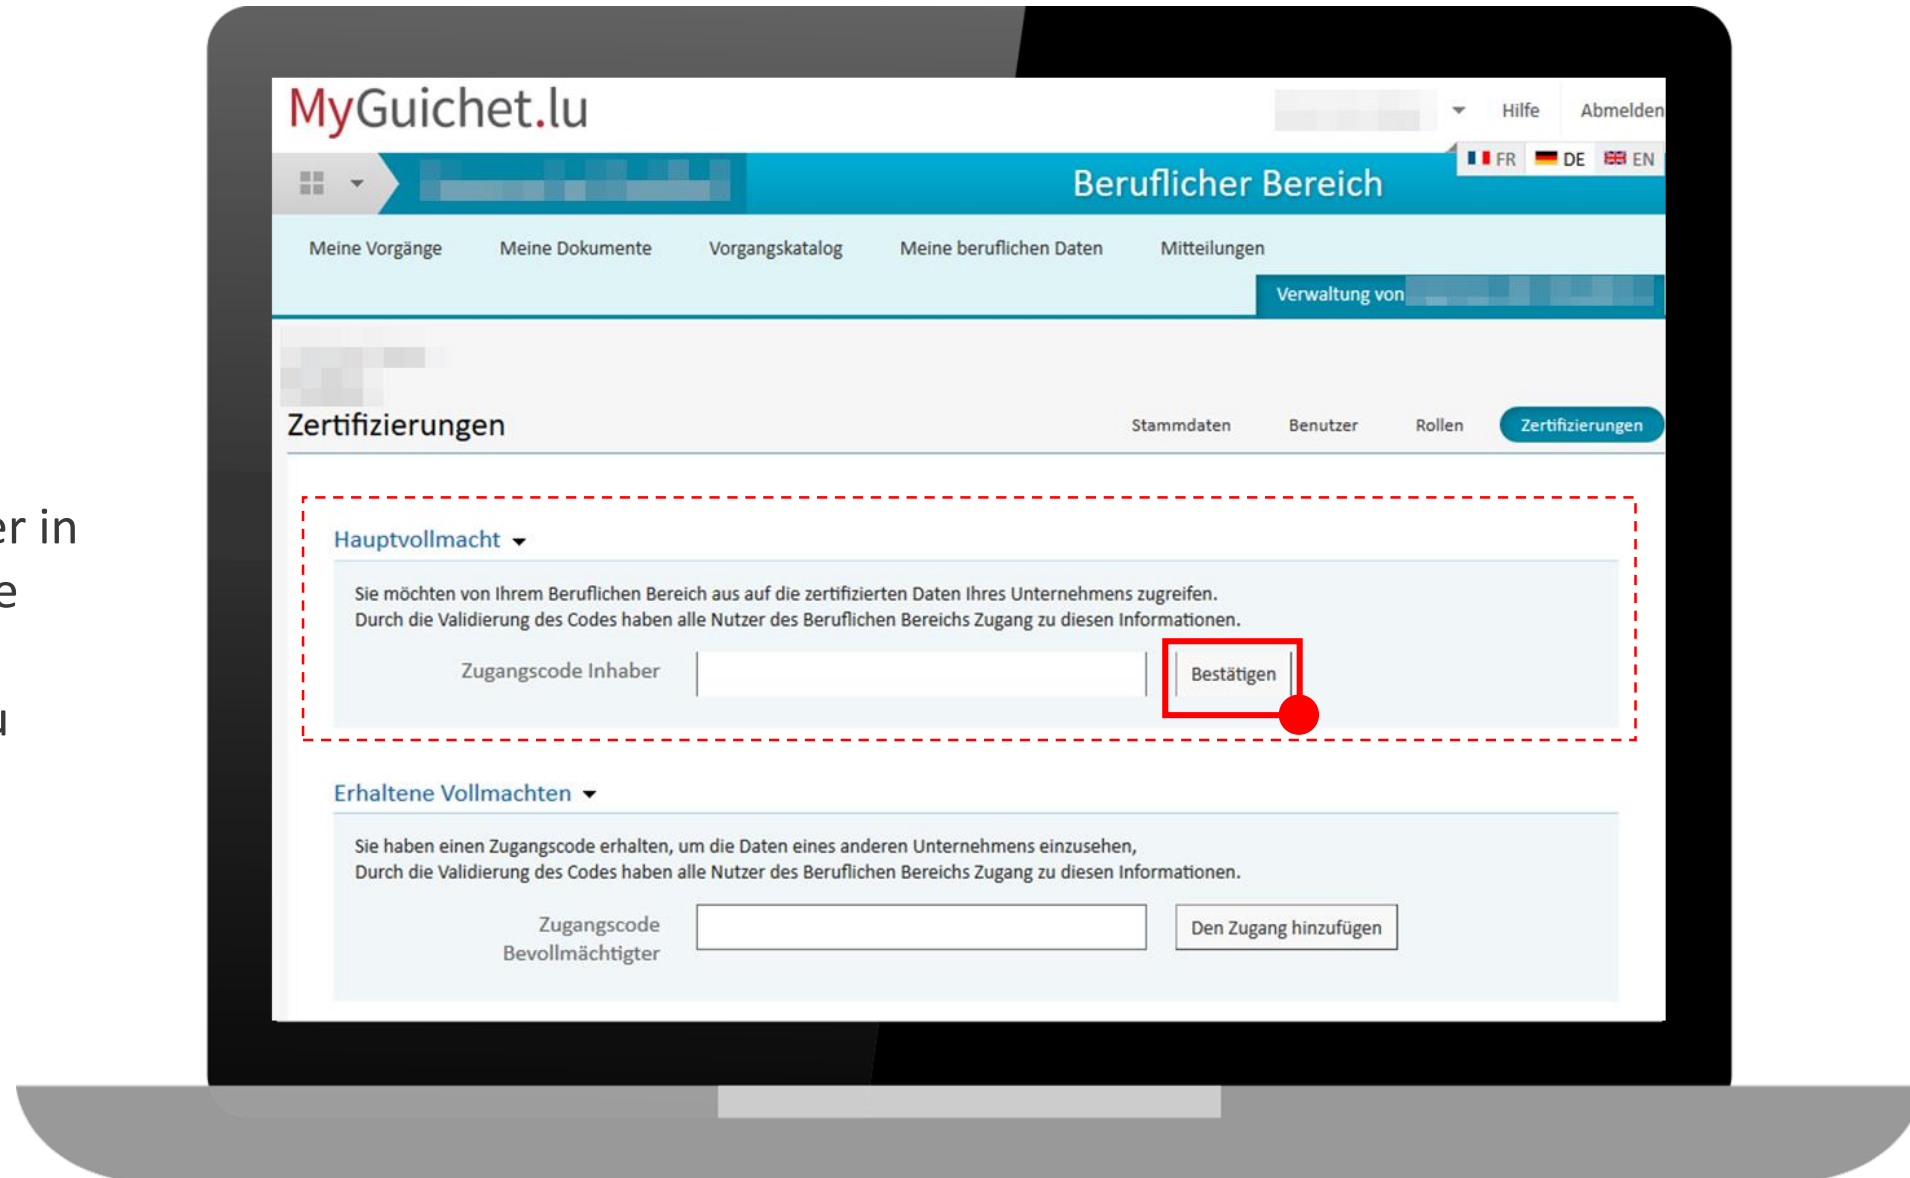 MyGuichet.lu
Hilfe Abmelden
FR DE EN
Beruflicher Bereich
Meine Vorgänge Meine Dokumente Vorgangskatalog Meine beruflichen Daten Mitteilungen
Verwaltung von
Zertifizierungen
Stammdaten Benutzer Rollen Zertifizierungen
er in
e
u
Hauptvollmacht
Sie möchten von Ihrem Beruflichen Bereich aus auf die zertifizierten Daten Ihres Unternehmens zugreifen.
Durch die Validierung des Codes haben alle Nutzer des Beruflichen Bereichs Zugang zu diesen Informationen.
Zugangscode Inhaber
Bestätigen
Erhaltene Vollmachten
Sie haben einen Zugangscode erhalten, um die Daten eines anderen Unternehmens einzusehen,
Durch die Validierung des Codes haben alle Nutzer des Beruflichen Bereichs Zugang zu diesen Informationen.
Zugangscode
Bevollmächtigter
Den Zugang hinzufügen